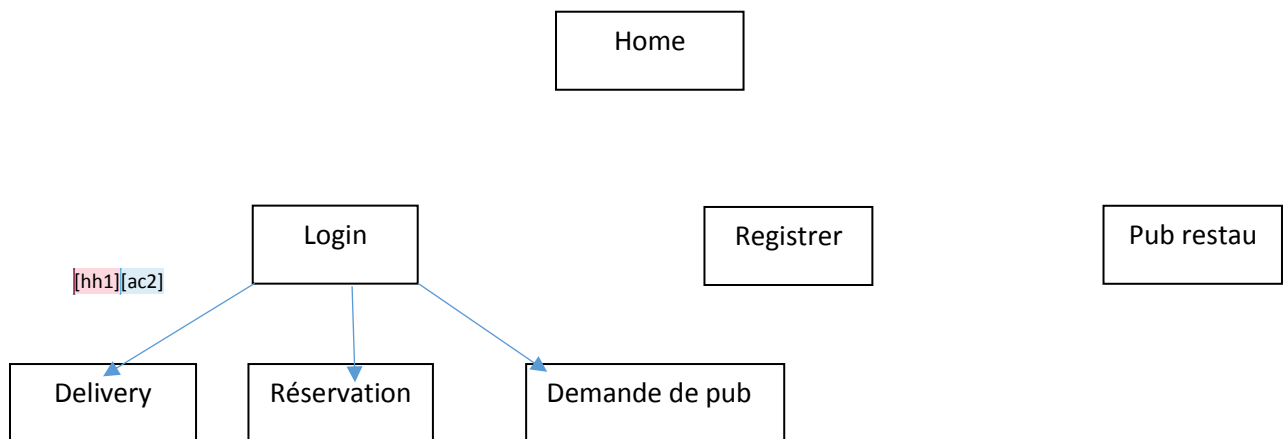 Home
Login
Registrer
Pub restau
[hh1][ac2]
Delivery
Réservation
Demande de pub